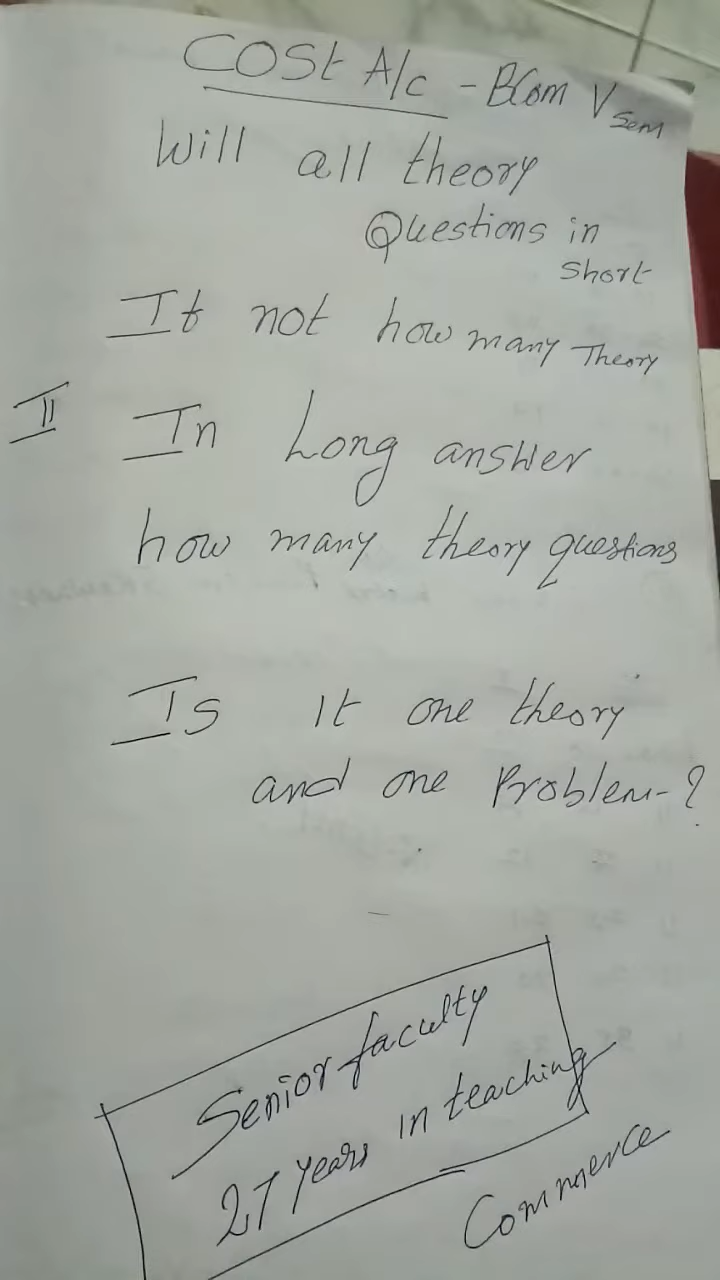 COSt A/c - BCom V Sem
Will all theory
Questions in
Short
If not how many Theory
II In Long answer
how many theory questions
Is it one theory
and one Problem-?
Senior faculty
27 years in teaching
Commerce